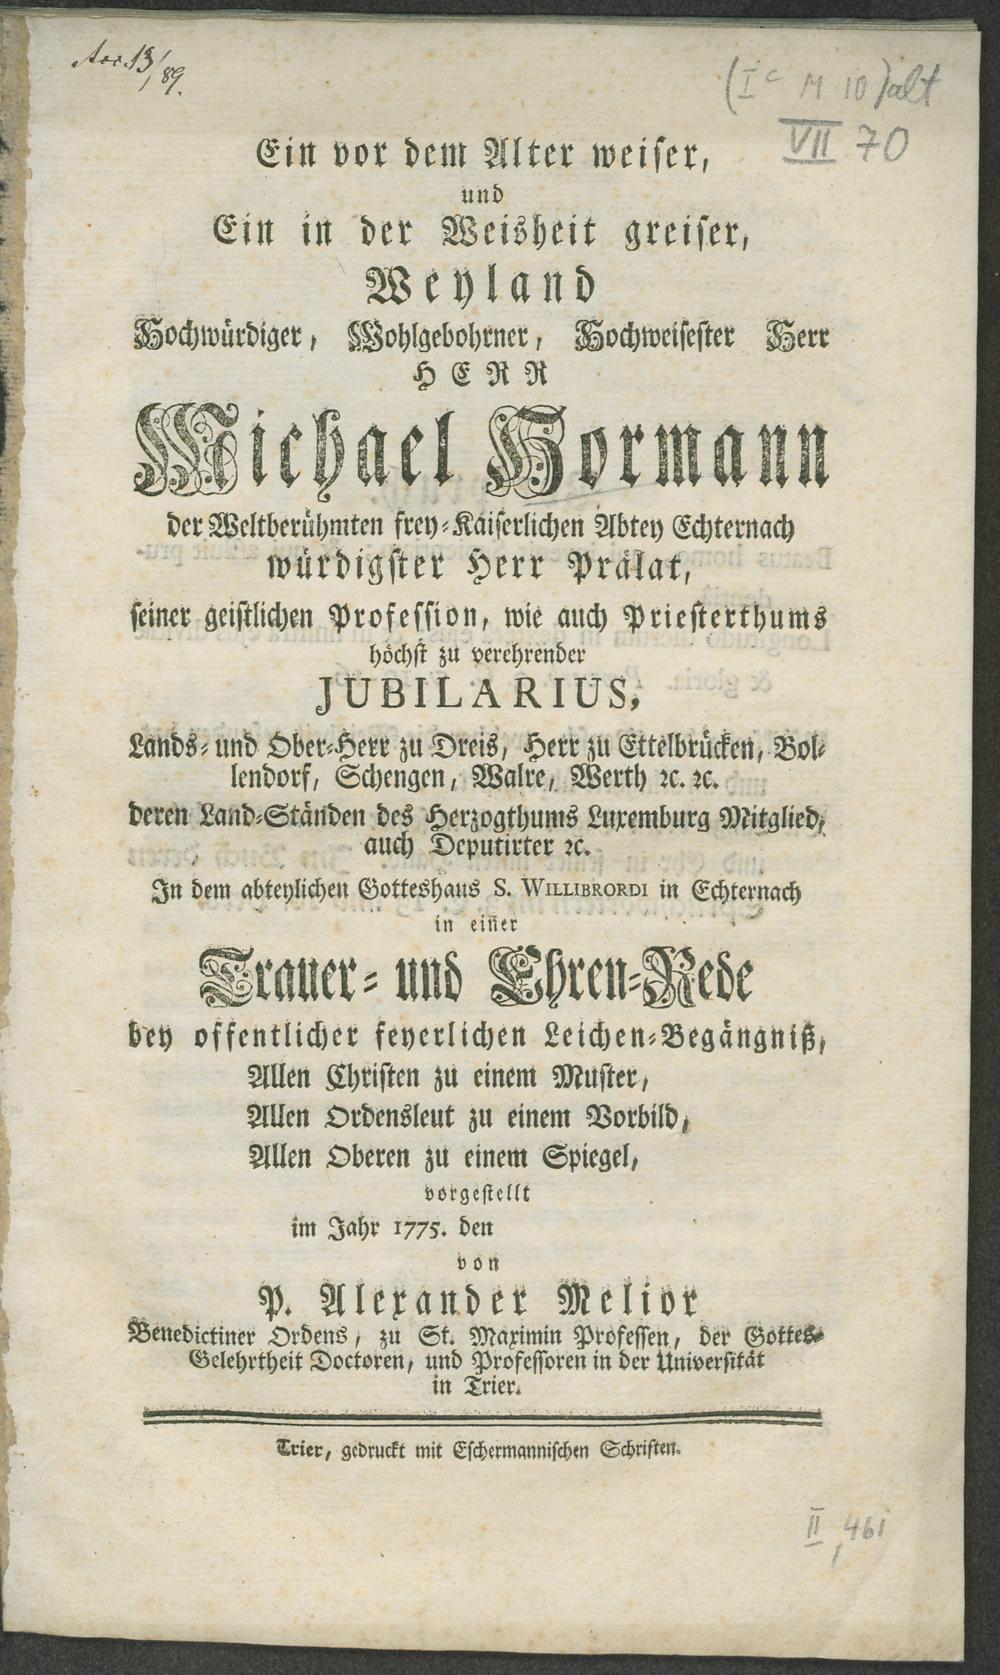 Acc. 13/89.
(I c M 10) alt
VII 70
Ein vor dem Alter weiser,
und
Ein in der Weisheit greiser,
Weyland
Hochwürdiger, Wohlgebohrner, Hochweisester Herr
HERR
Michael Hormann
der Weltberühmten frey-Kaiserlichen Abtey Echternach
würdigster Herr Prälat,
seiner geistlichen Profession, wie auch Priesterthums
höchst zu verehrender
JUBILARIUS,
Lands- und Ober-Herr zu Dreis, Herr zu Ettelbrücken, Bol-
lendorf, Schengen, Walre, Werth ꝛc. ꝛc.
deren Land-Ständen des Herzogthums Luxemburg Mitglied,
auch Deputirter ꝛc.
In dem abteylichen Gotteshaus S. WILLIBRORDI in Echternach
in eiñer
Trauer- und Ehren-Rede
bey offentlicher feyerlichen Leichen-Begängniß,
Allen Christen zu einem Muster,
Allen Ordensleut zu einem Vorbild,
Allen Oberen zu einem Spiegel,
vorgestellt
im Jahr 1775. den
von
P. Alexander Melior
Benedictiner Ordens, zu St. Maximin Professen, der Gottes-
Gelehrtheit Doctoren, und Professoren in der Universität
in Trier.
Trier, gedruckt mit Eschermannischen Schriften.
II, 461